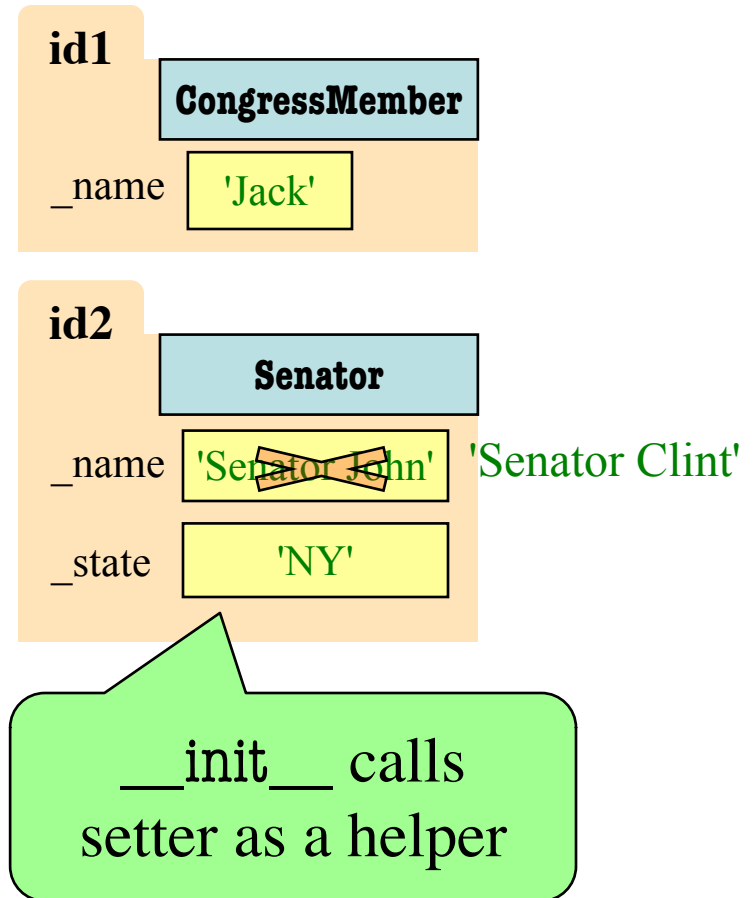 id1
CongressMember
_name 'Jack'
id2
Senator
_name 'Senator John' 'Senator Clint'
_state 'NY'
__init__ calls
setter as a helper